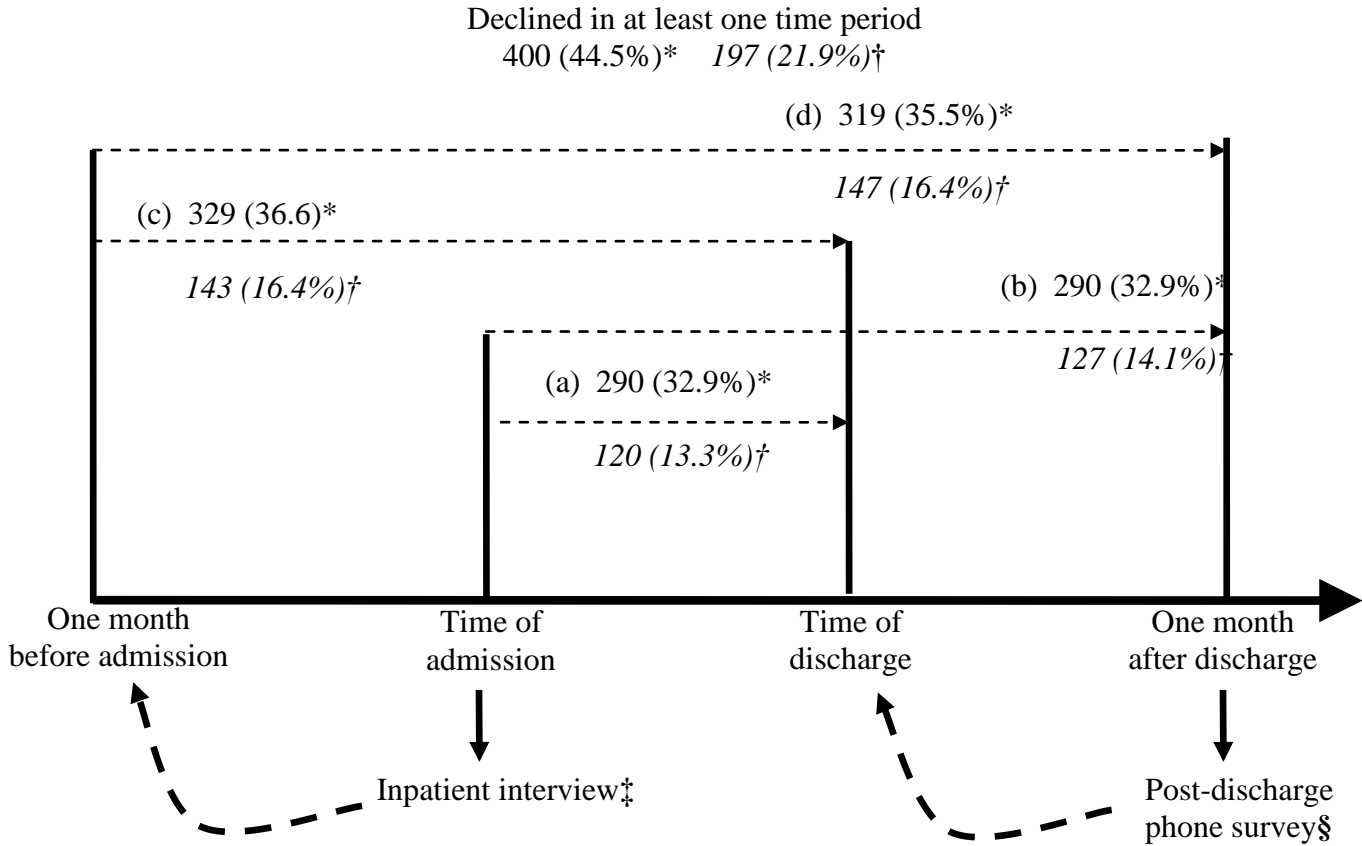 Declined in at least one time period
400 (44.5%)* 197 (21.9%)†
(d) 319 (35.5%)*
147 (16.4%)†
(c) 329 (36.6)*
143 (16.4%)†
(b) 290 (32.9%)*
127 (14.1%)†
(a) 290 (32.9%)*
120 (13.3%)†
One month
before admission
Time of
admission
Time of
discharge
One month
after discharge
Inpatient interview‡
Post-discharge
phone survey§